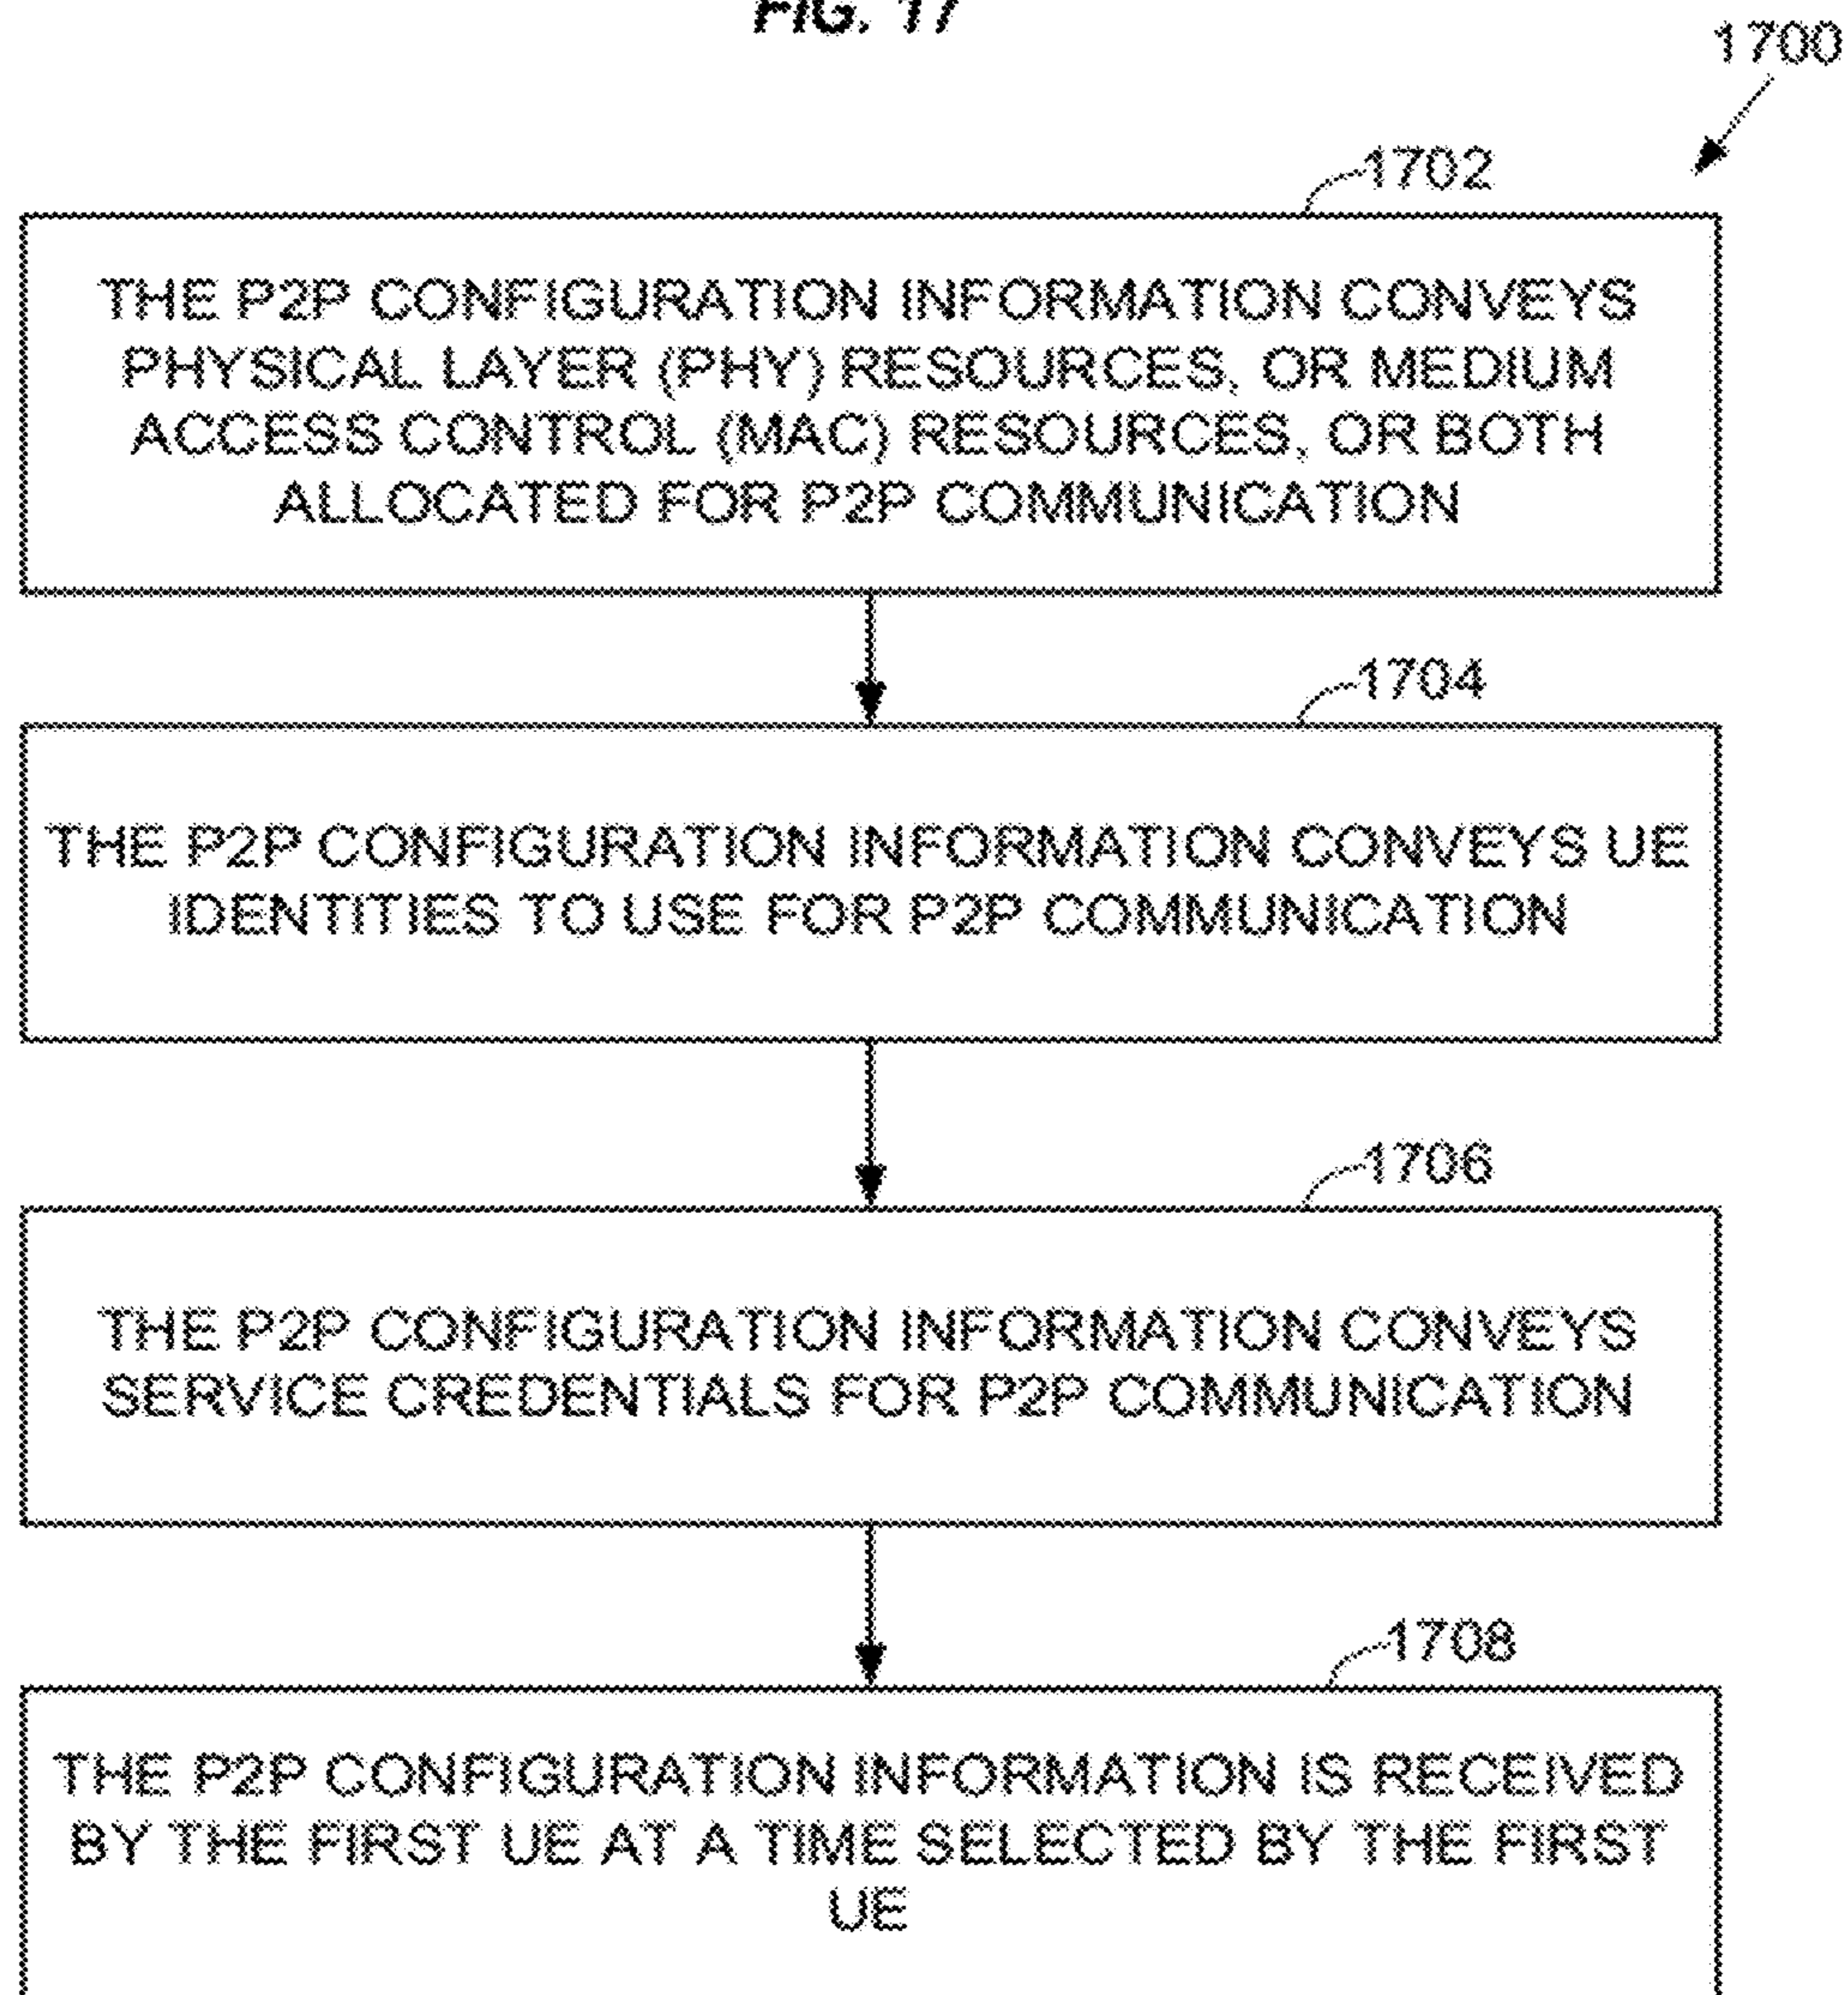 FIG. 17
1700
1702
THE P2P CONFIGURATION INFORMATION CONVEYS
PHYSICAL LAYER (PHY) RESOURCES, OR MEDIUM
ACCESS CONTROL (MAC) RESOURCES, OR BOTH
ALLOCATED FOR P2P COMMUNICATION
1704
THE P2P CONFIGURATION INFORMATION CONVEYS UE
IDENTITIES TO USE FOR P2P COMMUNICATION
1706
THE P2P CONFIGURATION INFORMATION CONVEYS
SERVICE CREDENTIALS FOR P2P COMMUNICATION
1708
THE P2P CONFIGURATION INFORMATION IS RECEIVED
BY THE FIRST UE AT A TIME SELECTED BY THE FIRST
UE